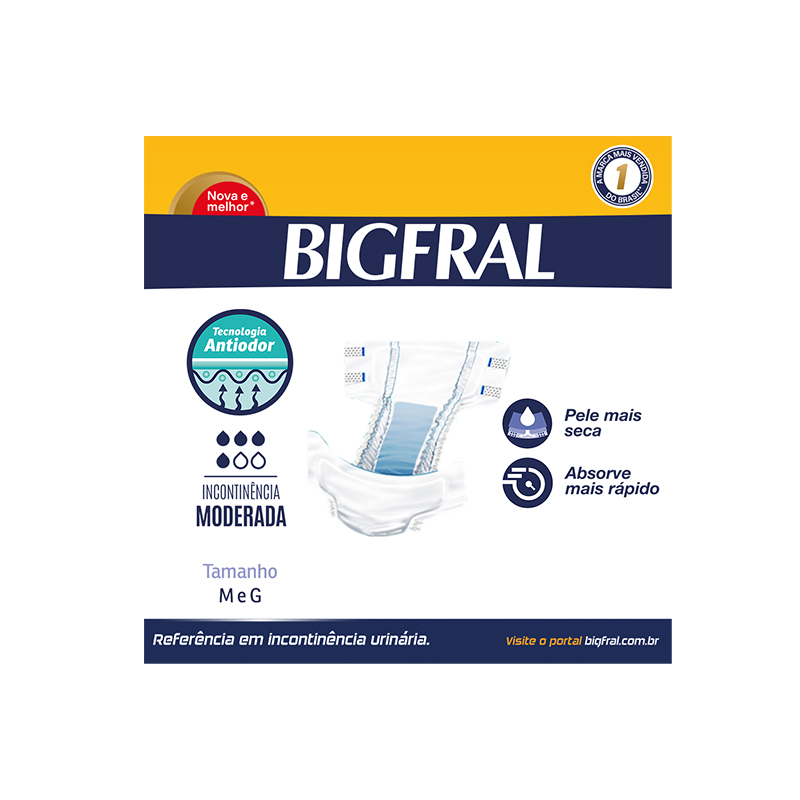 Nova e
melhor*
A MARCA MAIS VENDIDA
1
DO BRASIL*
BIGFRAL
Tecnologia
Antiodor
INCONTINÊNCIA
MODERADA
Pele mais
seca
Absorve
mais rápido
Tamanho
M e G
Referência em incontinência urinária.
Visite o portal bigfral.com.br